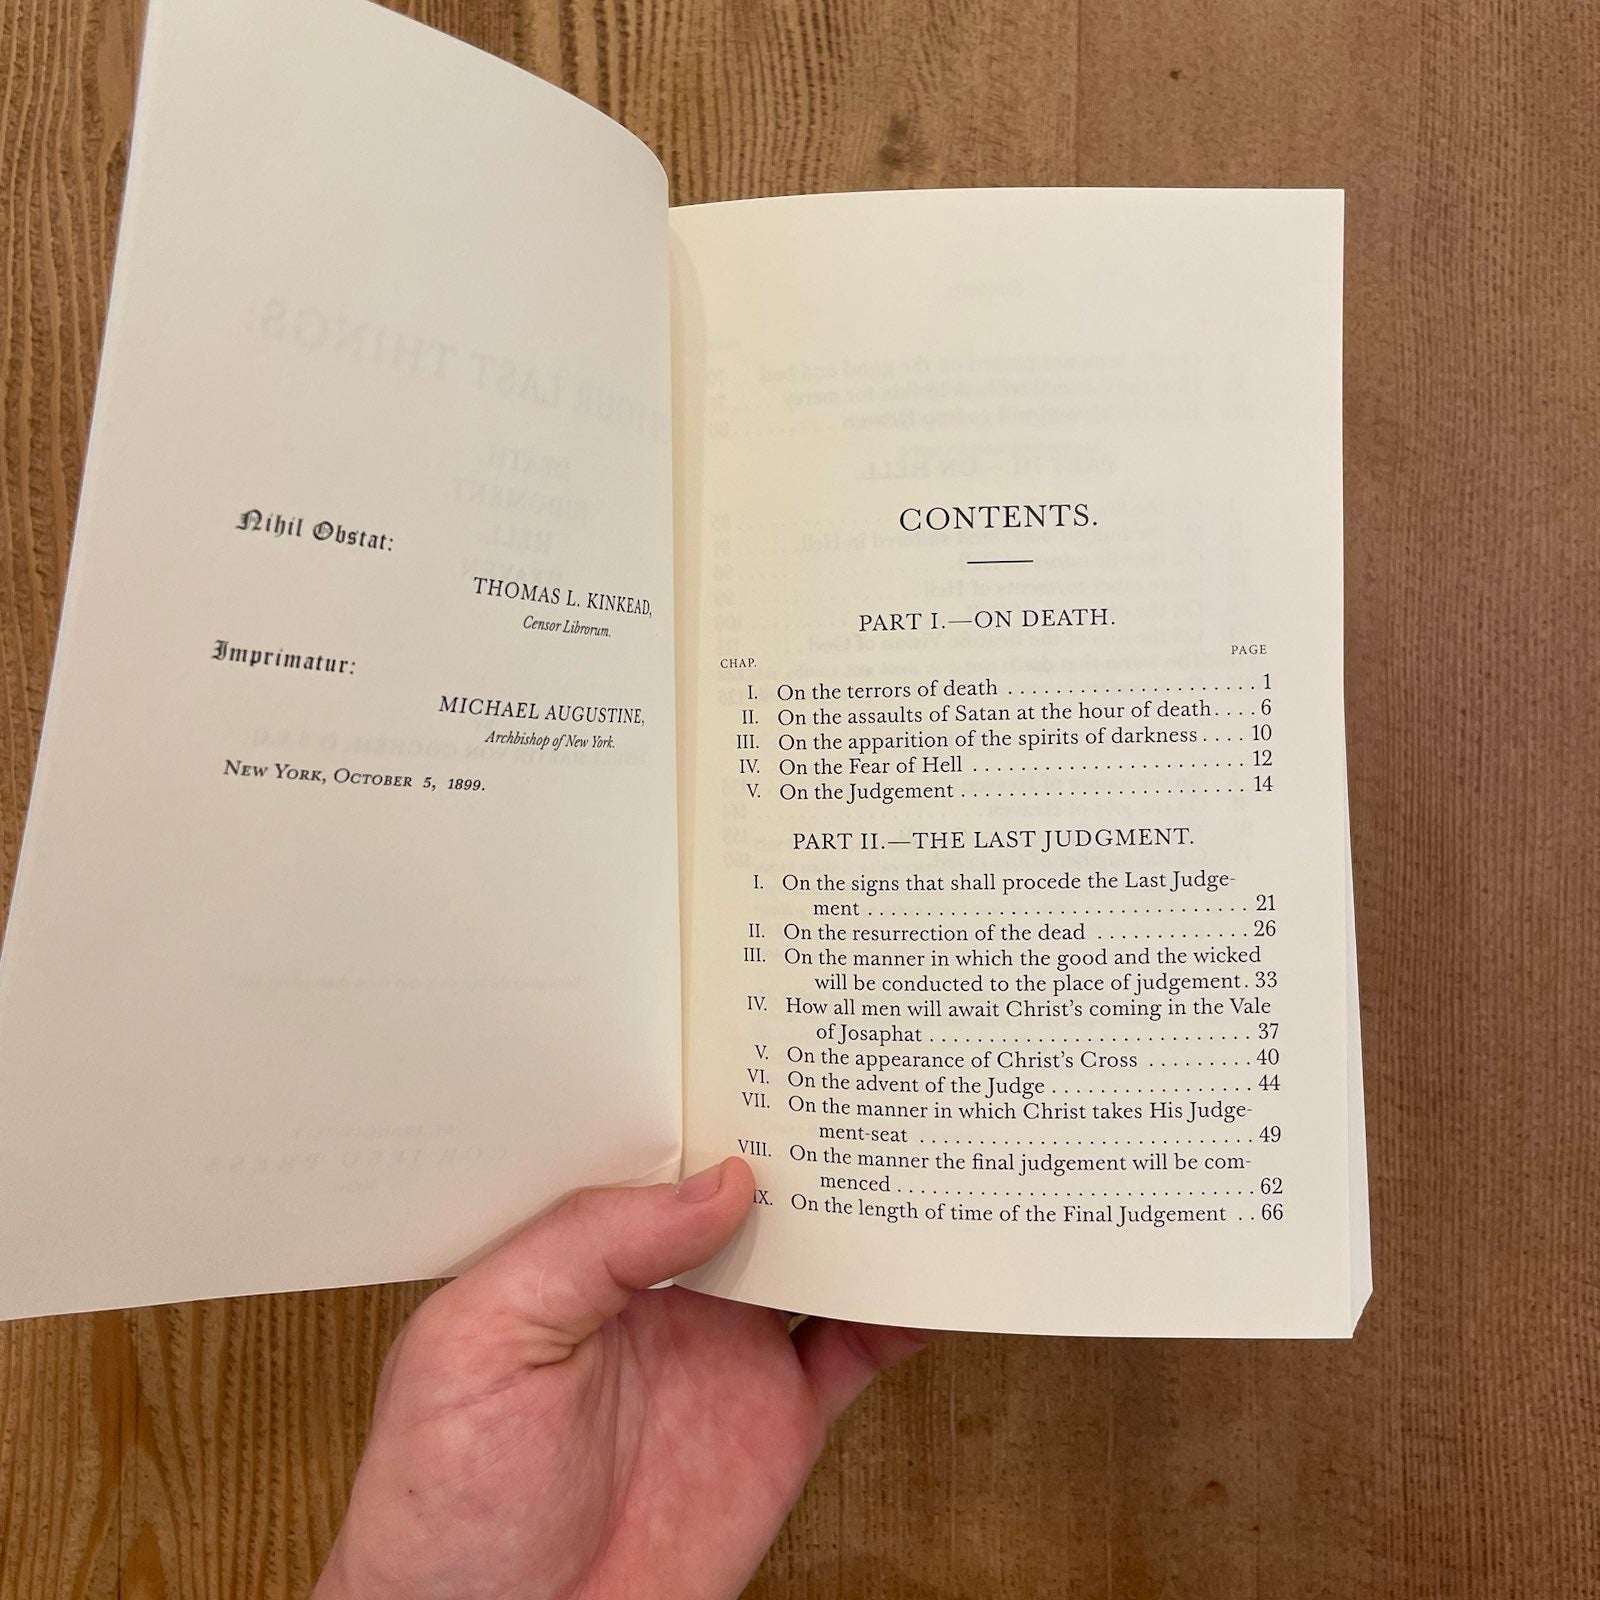 Nihil Obstat:
THOMAS L. KINKEAD,
Censor Librorum.
Imprimatur:
MICHAEL AUGUSTINE,
Archbishop of New York.
NEW YORK, OCTOBER 5, 1899.
CONTENTS.
PART I.—ON DEATH.
CHAP. PAGE
I. On the terrors of death . . . . . . . . . . . . . . . . . . . . . 1
II. On the assaults of Satan at the hour of death. . . . 6
III. On the apparition of the spirits of darkness . . . . 10
IV. On the Fear of Hell . . . . . . . . . . . . . . . . . . . . . . . 12
V. On the Judgement . . . . . . . . . . . . . . . . . . . . . . . . 14
PART II.—THE LAST JUDGMENT.
I. On the signs that shall procede the Last Judge-
ment . . . . . . . . . . . . . . . . . . . . . . . . . . . . . . . . 21
II. On the resurrection of the dead . . . . . . . . . . . . . 26
III. On the manner in which the good and the wicked
will be conducted to the place of judgement. 33
IV. How all men will await Christ's coming in the Vale
of Josaphat . . . . . . . . . . . . . . . . . . . . . . . . . . . 37
V. On the appearance of Christ's Cross . . . . . . . . . 40
VI. On the advent of the Judge . . . . . . . . . . . . . . . . . 44
VII. On the manner in which Christ takes His Judge-
ment-seat . . . . . . . . . . . . . . . . . . . . . . . . . . . . 49
VIII. On the manner the final judgement will be com-
menced . . . . . . . . . . . . . . . . . . . . . . . . . . . . . . 62
IX. On the length of time of the Final Judgement . . 66